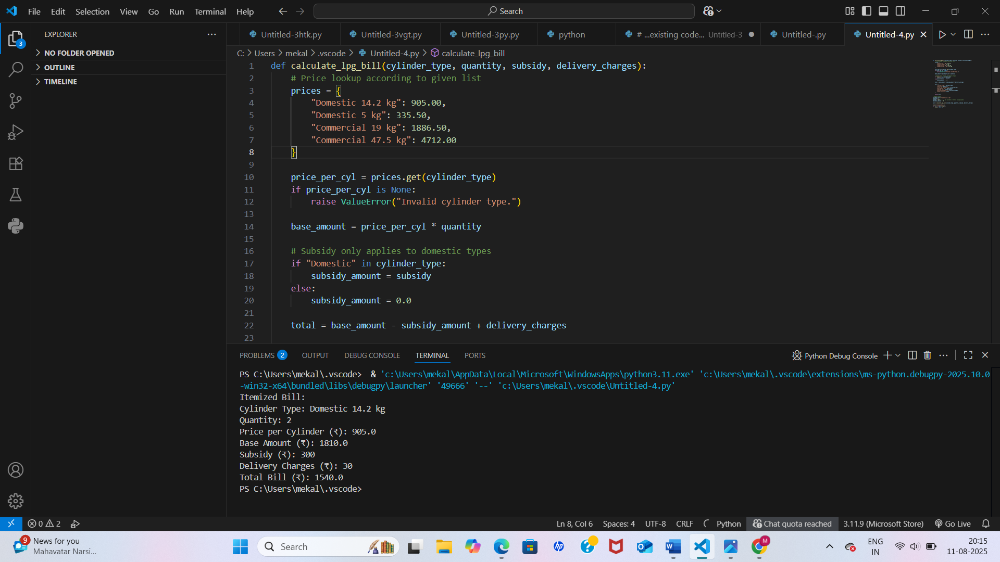 File Edit Selection View Go Run Terminal Help
Search
EXPLORER
3
NO FOLDER OPENED
OUTLINE
TIMELINE
Untitled-3htk.py Untitled-3vgt.py Untitled-3py.py python # ...existing code... Untitled-3 Untitled-.py Untitled-4.py
C: > Users > mekal > .vscode > Untitled-4.py > calculate_lpg_bill
1 def calculate_lpg_bill(cylinder_type, quantity, subsidy, delivery_charges):
2 # Price lookup according to given list
3 prices = {
4 "Domestic 14.2 kg": 905.00,
5 "Domestic 5 kg": 335.50,
6 "Commercial 19 kg": 1886.50,
7 "Commercial 47.5 kg": 4712.00
8 }
9
10 price_per_cyl = prices.get(cylinder_type)
11 if price_per_cyl is None:
12 raise ValueError("Invalid cylinder type.")
13
14 base_amount = price_per_cyl * quantity
15
16 # Subsidy only applies to domestic types
17 if "Domestic" in cylinder_type:
18 subsidy_amount = subsidy
19 else:
20 subsidy_amount = 0.0
21
22 total = base_amount - subsidy_amount + delivery_charges
23
PROBLEMS 2 OUTPUT DEBUG CONSOLE TERMINAL PORTS
Python Debug Console
PS C:\Users\mekal\.vscode> & 'c:\Users\mekal\AppData\Local\Microsoft\WindowsApps\python3.11.exe' 'c:\Users\mekal\.vscode\extensions\ms-python.debugpy-2025.10.0
-win32-x64\bundled\libs\debugpy\launcher' '49666' '--' 'c:\Users\mekal\.vscode\Untitled-4.py'
Itemized Bill:
Cylinder Type: Domestic 14.2 kg
Quantity: 2
Price per Cylinder (₹): 905.0
Base Amount (₹): 1810.0
Subsidy (₹): 300
Delivery Charges (₹): 30
Total Bill (₹): 1540.0
PS C:\Users\mekal\.vscode>
0 2
Ln 8, Col 6 Spaces: 4 UTF-8 CRLF Python Chat quota reached 3.11.9 (Microsoft Store) Go Live
9
News for you
Mahavatar Narsi...
Search
hp
M
ENG
IN
20:15
11-08-2025